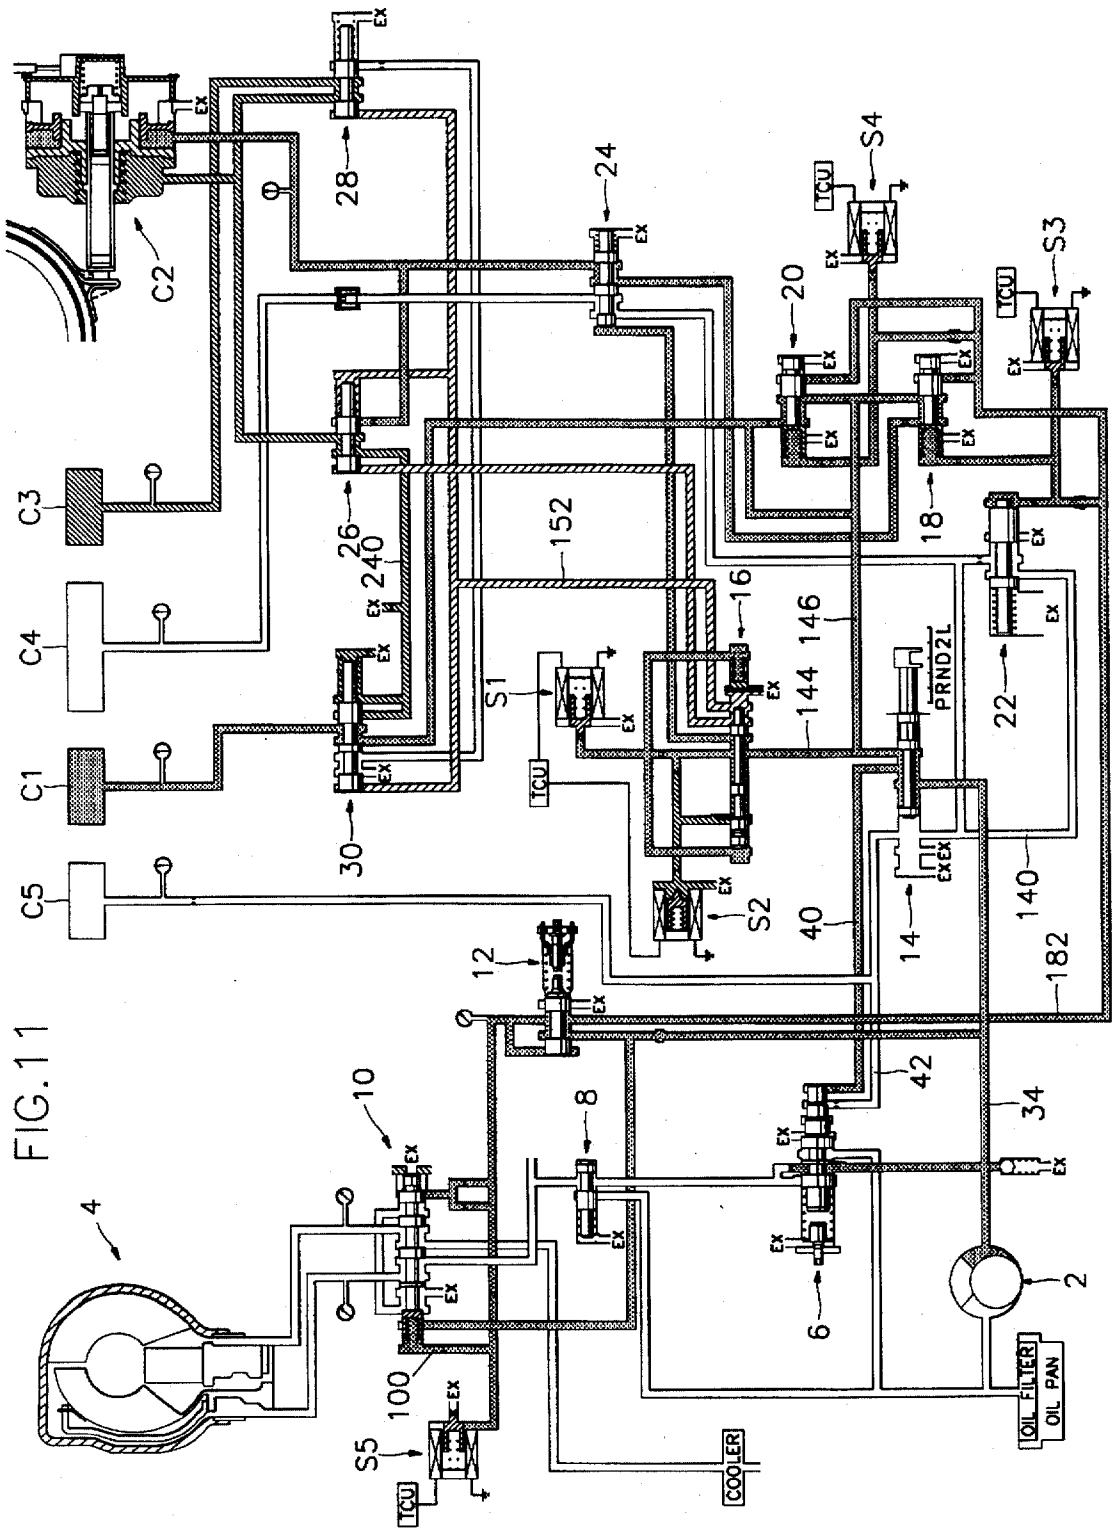 FIG.11
4
C5
C1
C4
C3
C2
EX
EX
28
EX
10
EX
EX
100
S5
TCU
EX
30
EX
EX
EX
240
26
152
24
EX
12
EX
8
EX
S1
TCU
EX
S2
EX
16
EX
20
EX
EX
S4
TCU
EX
18
EX
EX
S3
TCU
EX
22
EX
EX
146
144
PRND2L
14
EX
EX
EX
140
182
40
42
34
EX
EX
EX
6
2
COOLER
OIL FILTER
OIL PAN